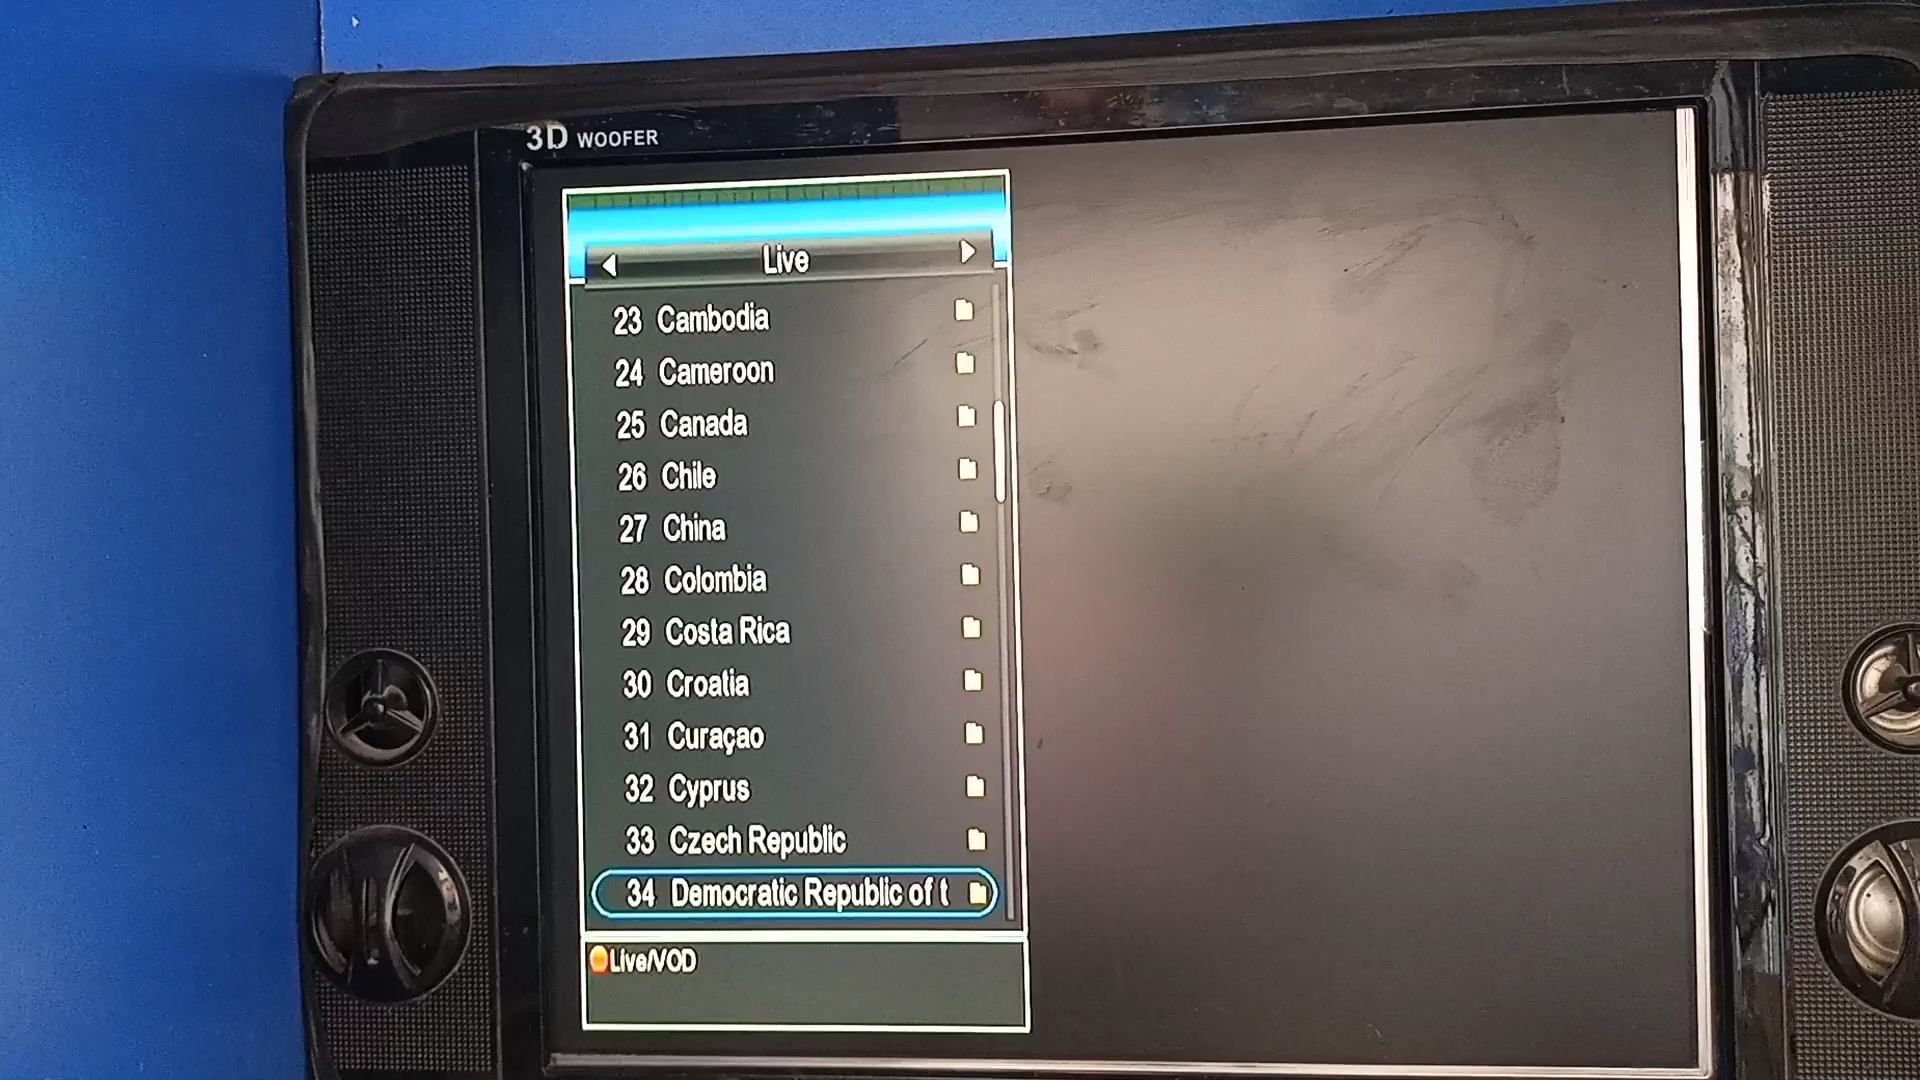 3D WOOFER
Live
23 Cambodia
24 Cameroon
25 Canada
26 Chile
27 China
28 Colombia
29 Costa Rica
30 Croatia
31 Curaçao
32 Cyprus
33 Czech Republic
34 Democratic Republic of t
Live/VOD